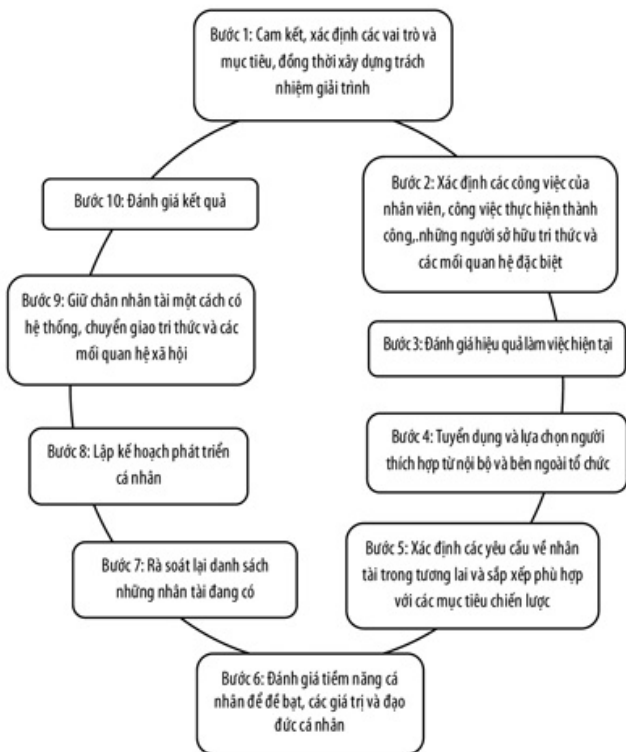 Bước 1: Cam kết, xác định các vai trò và
mục tiêu, đồng thời xây dựng trách
nhiệm giải trình
Bước 2: Xác định các công việc của
nhân viên, công việc thực hiện thành
công,.những người sở hữu tri thức và
các mối quan hệ đặc biệt
Bước 3: Đánh giá hiệu quả làm việc hiện tại
Bước 4: Tuyển dụng và lựa chọn người
thích hợp từ nội bộ và bên ngoài tổ chức
Bước 5: Xác định các yêu cầu về nhân
tài trong tương lai và sắp xếp phù hợp
với các mục tiêu chiến lược
Bước 6: Đánh giá tiềm năng cá
nhân để đề bạt, các giá trị và đạo
đức cá nhân
Bước 7: Rà soát lại danh sách
những nhân tài đang có
Bước 8: Lập kế hoạch phát triển
cá nhân
Bước 9: Giữ chân nhân tài một cách có
hệ thống, chuyển giao tri thức và các
mối quan hệ xã hội
Bước 10: Đánh giá kết quả